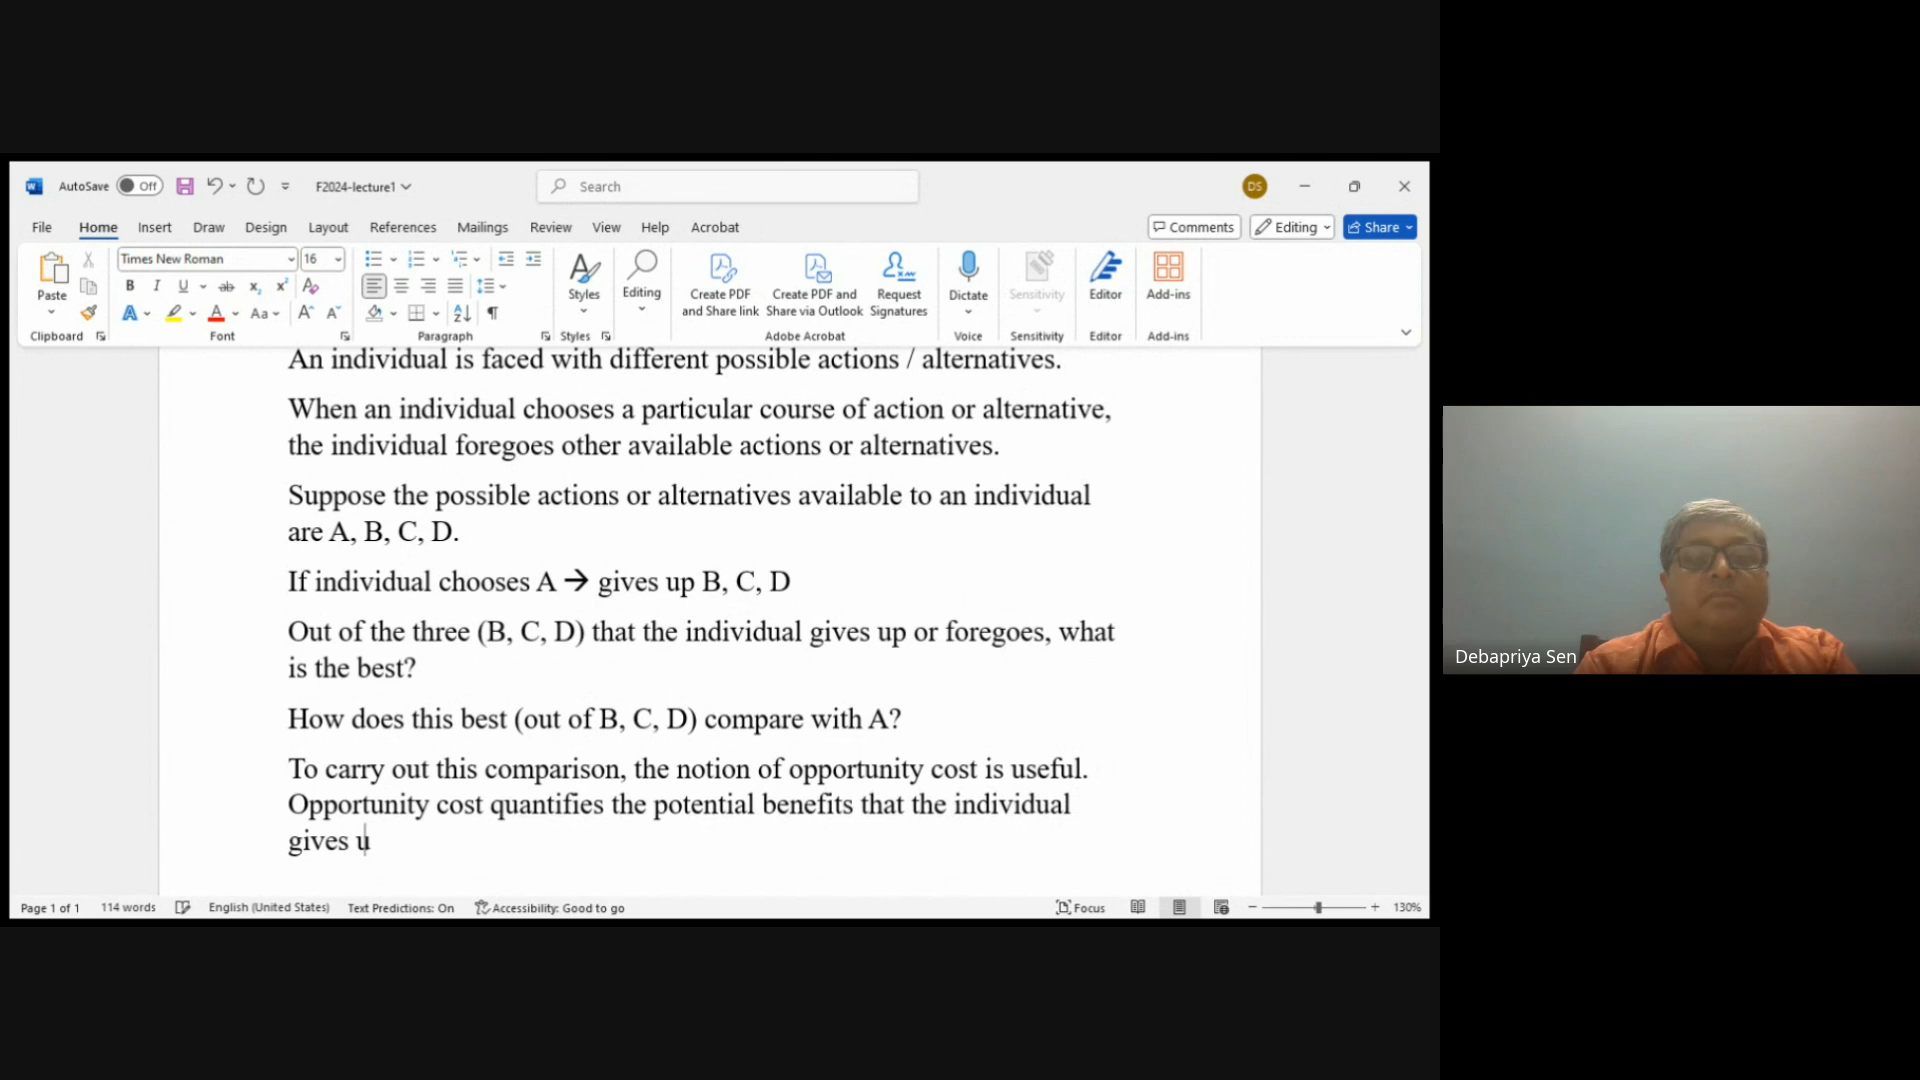 AutoSave Off F2024-lecture1 Search DS
File Home Insert Draw Design Layout References Mailings Review View Help Acrobat Comments Editing Share
Paste
Clipboard
Times New Roman 16
B I U ab x₂ x² A
A A Aa A A
Font
Paragraph
Styles
Styles
Editing
Create PDF and Share link
Create PDF and Share via Outlook
Request Signatures
Adobe Acrobat
Dictate
Voice
Sensitivity
Sensitivity
Editor
Editor
Add-ins
Add-ins
An individual is faced with different possible actions / alternatives.
When an individual chooses a particular course of action or alternative,
the individual foregoes other available actions or alternatives.
Suppose the possible actions or alternatives available to an individual
are A, B, C, D.
If individual chooses A → gives up B, C, D
Out of the three (B, C, D) that the individual gives up or foregoes, what
is the best?
How does this best (out of B, C, D) compare with A?
To carry out this comparison, the notion of opportunity cost is useful.
Opportunity cost quantifies the potential benefits that the individual
gives u
Page 1 of 1 114 words English (United States) Text Predictions: On Accessibility: Good to go Focus 130%
Debapriya Sen